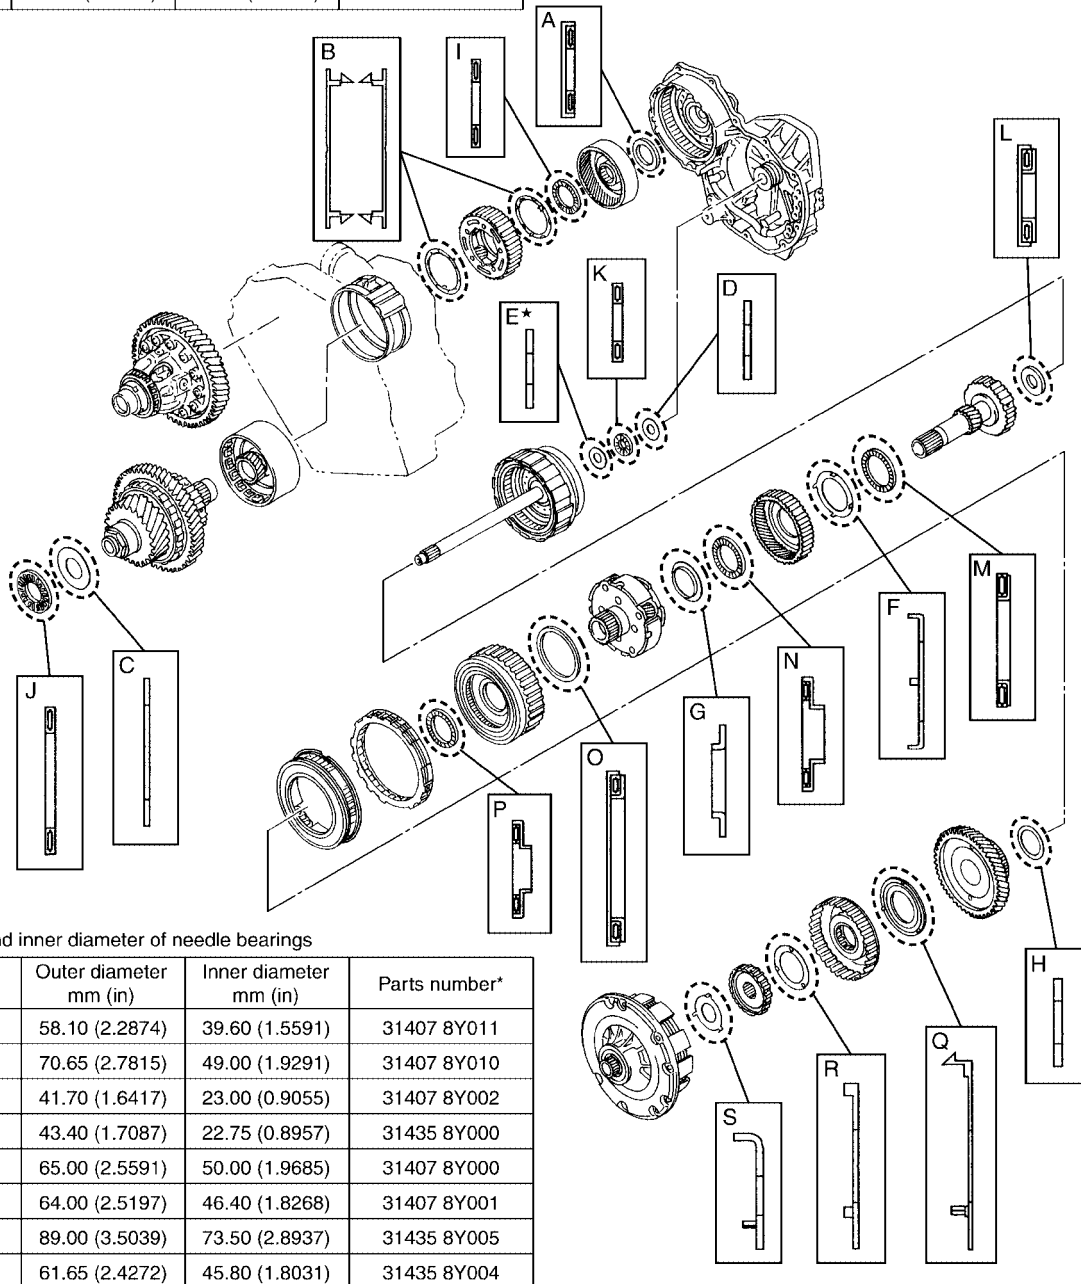 A
B
I
L
K
D
E★
M
F
N
J
C
G
O
P
H
Q
R
S
nd inner diameter of needle bearings
Outer diameter mm (in) Inner diameter mm (in) Parts number*
58.10 (2.2874) 39.60 (1.5591) 31407 8Y011
70.65 (2.7815) 49.00 (1.9291) 31407 8Y010
41.70 (1.6417) 23.00 (0.9055) 31407 8Y002
43.40 (1.7087) 22.75 (0.8957) 31435 8Y000
65.00 (2.5591) 50.00 (1.9685) 31407 8Y000
64.00 (2.5197) 46.40 (1.8268) 31407 8Y001
89.00 (3.5039) 73.50 (2.8937) 31435 8Y005
61.65 (2.4272) 45.80 (1.8031) 31435 8Y004